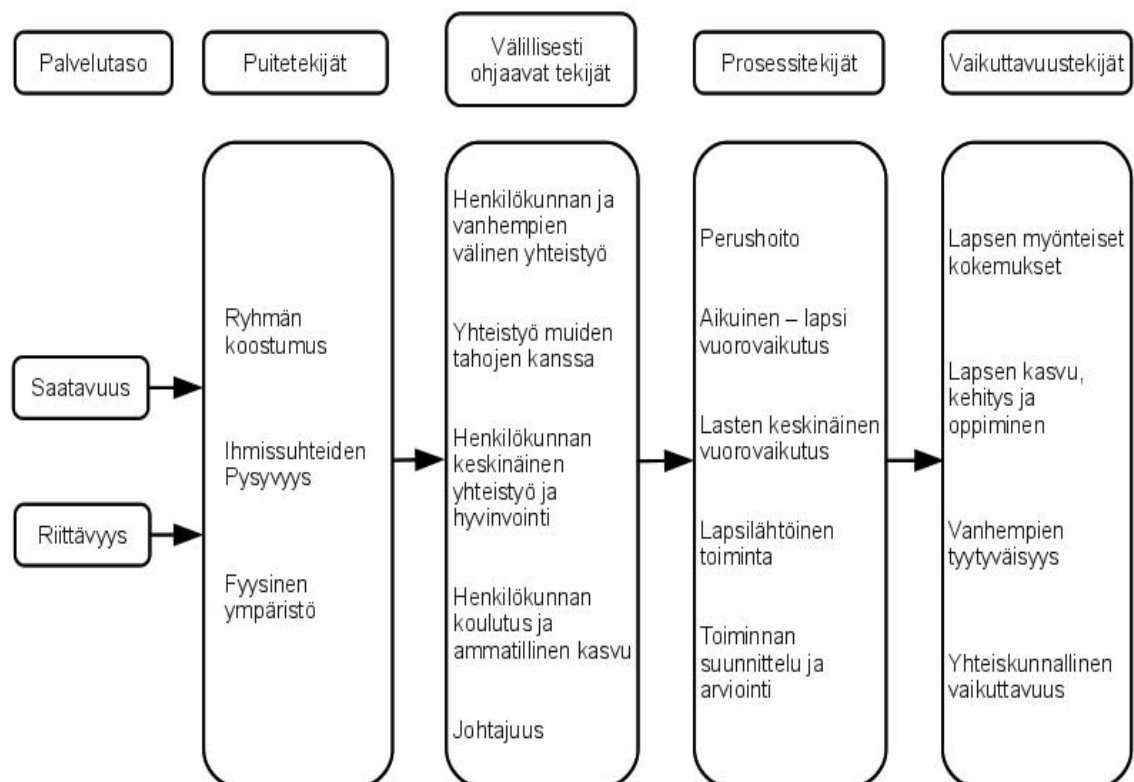 Palvelutaso
Puitetekijät
Välillisesti
ohjaavat tekijät
Prosessitekijät
Vaikuttavuustekijät
Saatavuus
Riittävyys
Ryhmän
koostumus
Ihmissuhteiden
Pysyvyys
Fyysinen
ympäristö
Henkilökunnan ja
vanhempien
välinen yhteistyö
Yhteistyö muiden
tahojen kanssa
Henkilökunnan
keskinäinen
yhteistyö ja
hyvinvointi
Henkilökunnan
koulutus ja
ammatillinen kasvu
Johtajuus
Perushoito
Aikuinen – lapsi
vuorovaikutus
Lasten keskinäinen
vuorovaikutus
Lapsilähtöinen
toiminta
Toiminnan
suunnittelu ja
arviointi
Lapsen myönteiset
kokemukset
Lapsen kasvu,
kehitys ja
oppiminen
Vanhempien
tyytyväisyys
Yhteiskunnallinen
vaikuttavuus